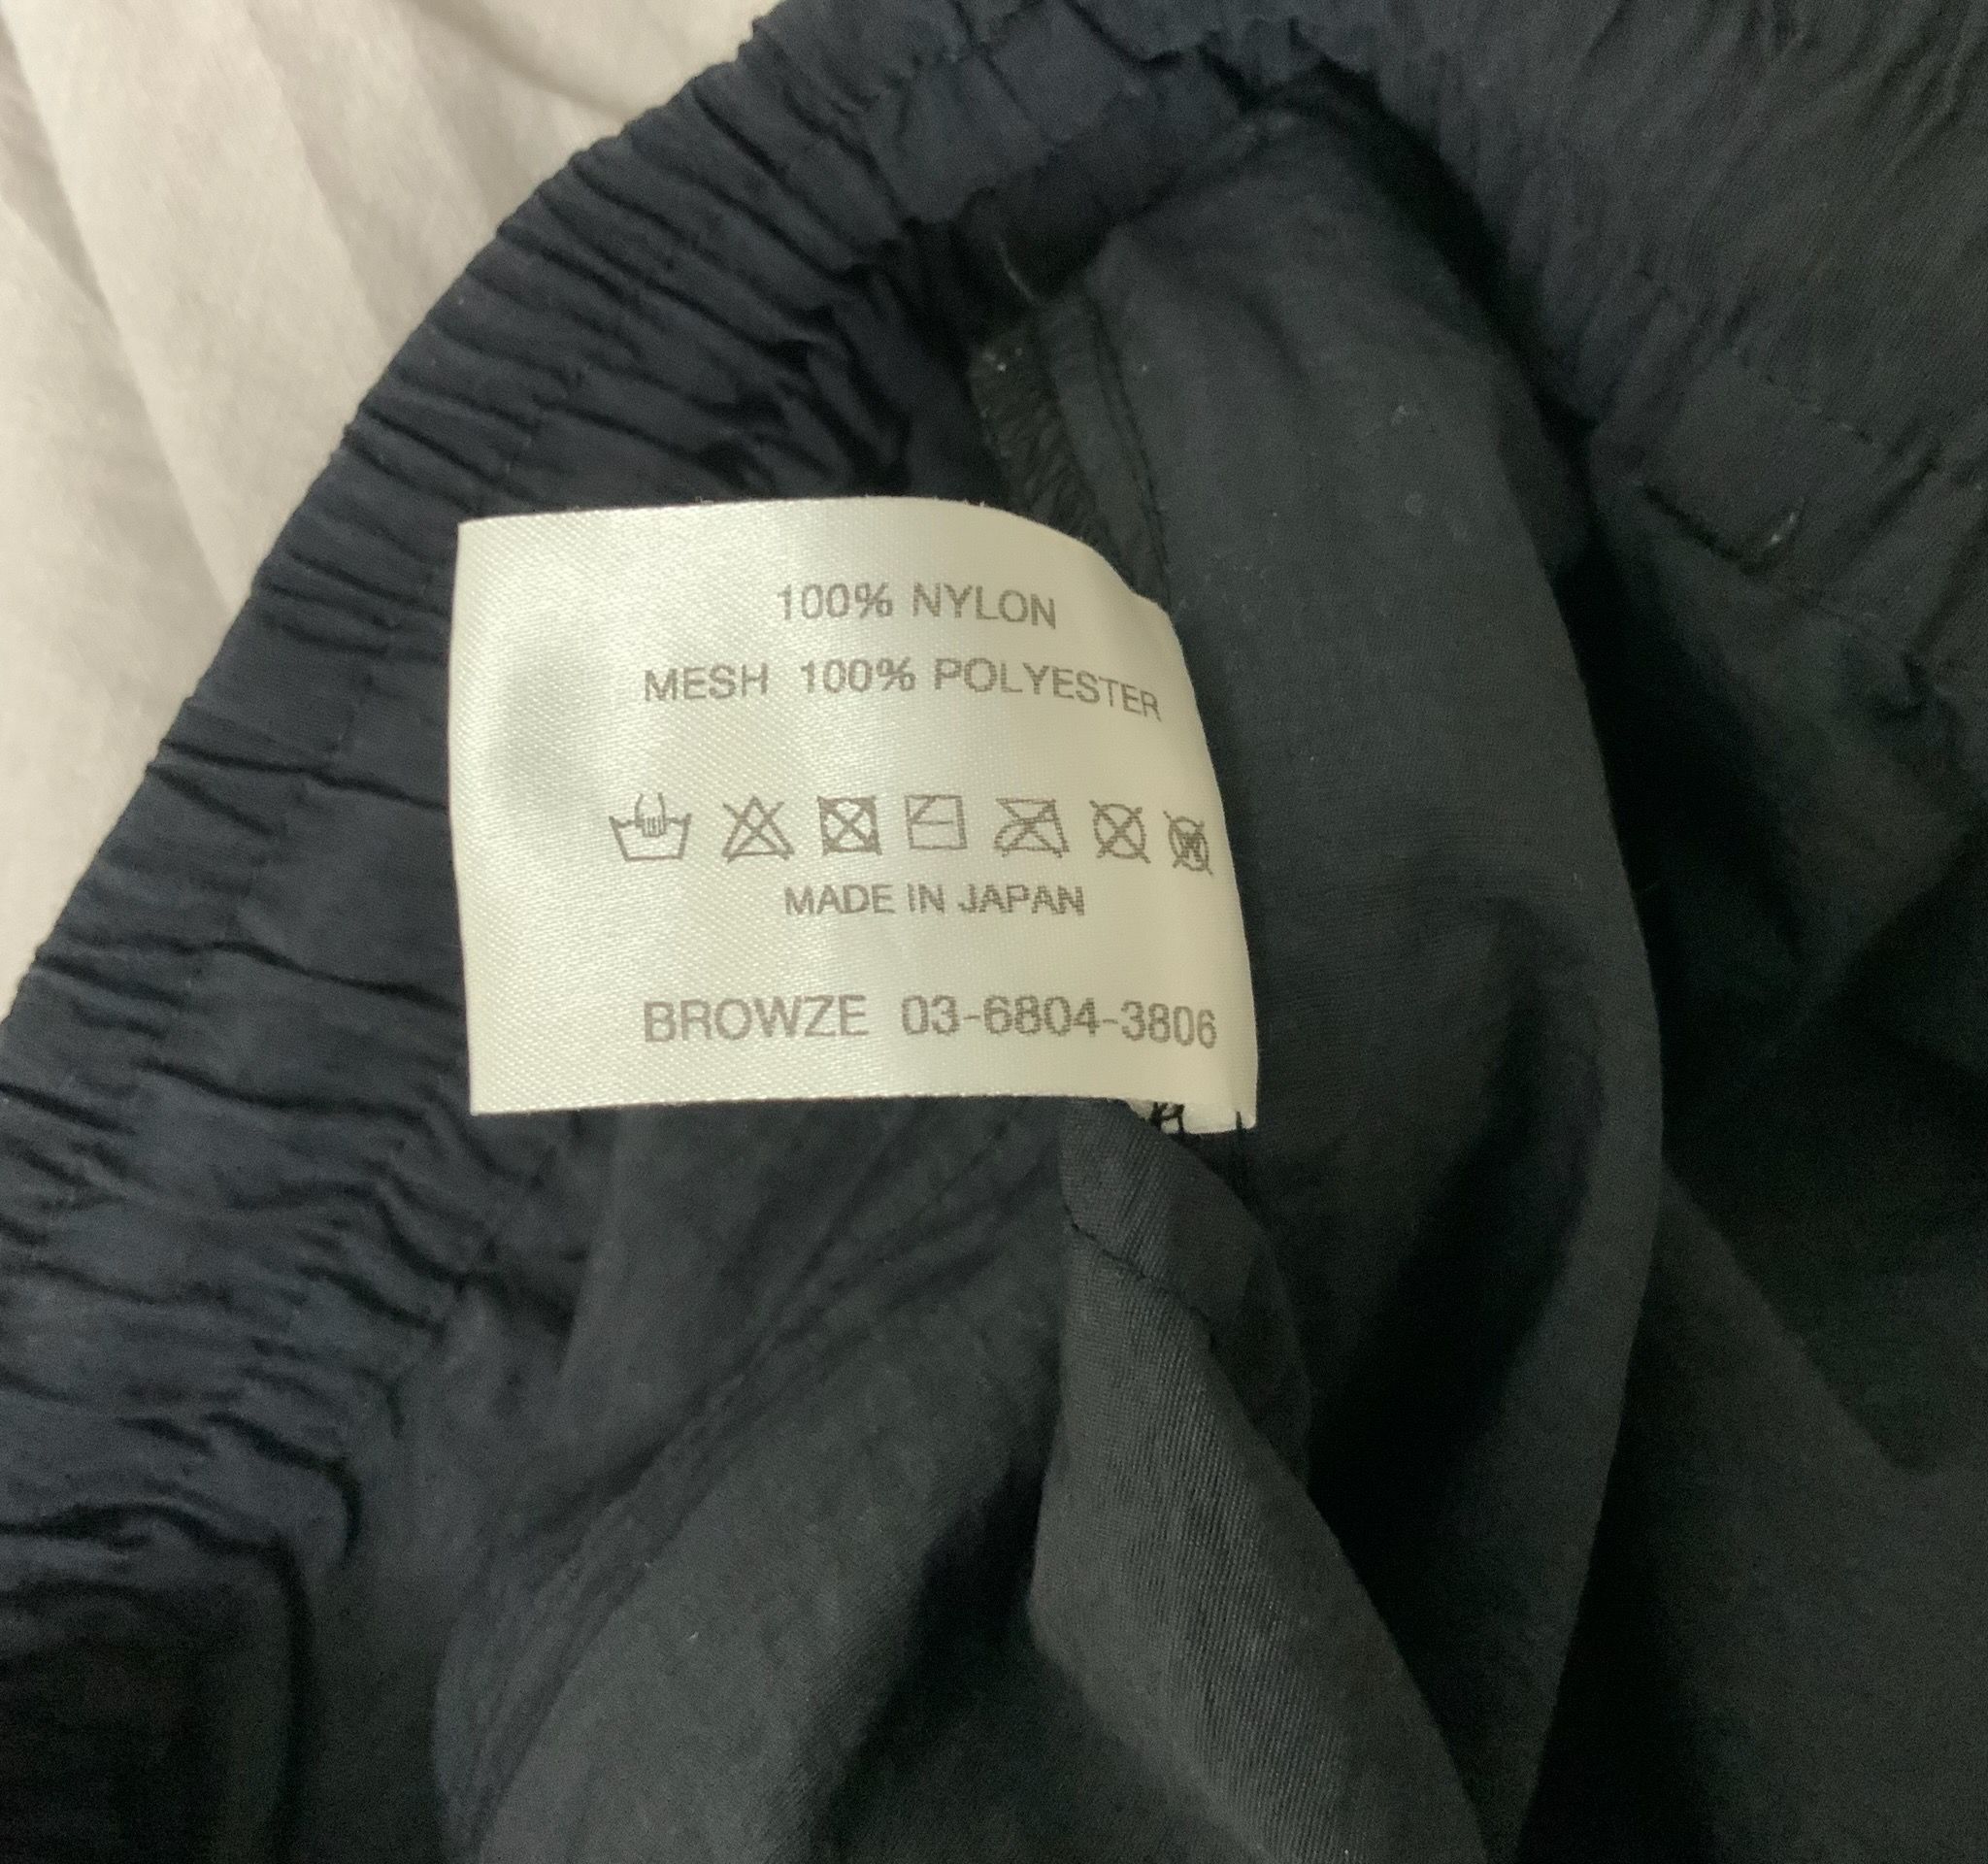 100% NYLON
MESH 100% POLYESTER
MADE IN JAPAN
BROWZE 03-6804-3806